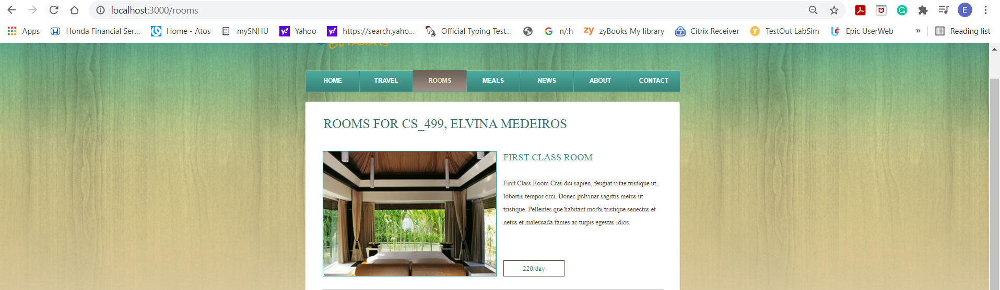 localhost:3000/rooms
E
Apps
Honda Financial Ser...
Home - Atos
mySNHU
Yahoo
https://search.yaho...
Official Typing Test...
n/.h
zyBooks My library
Citrix Receiver
TestOut LabSim
Epic UserWeb
»
Reading list
HOME
TRAVEL
ROOMS
MEALS
NEWS
ABOUT
CONTACT
ROOMS FOR CS_499, ELVINA MEDEIROS
FIRST CLASS ROOM
First Class Room Cras dui sapien, feugiat vitae tristique ut,
lobortis tempor orci. Donec pulvinar sagittis metus ut
tristique. Pellentes que habitant morbi tristique senectus et
netus et malesuada fames ac turpis egestas idios.
220/day